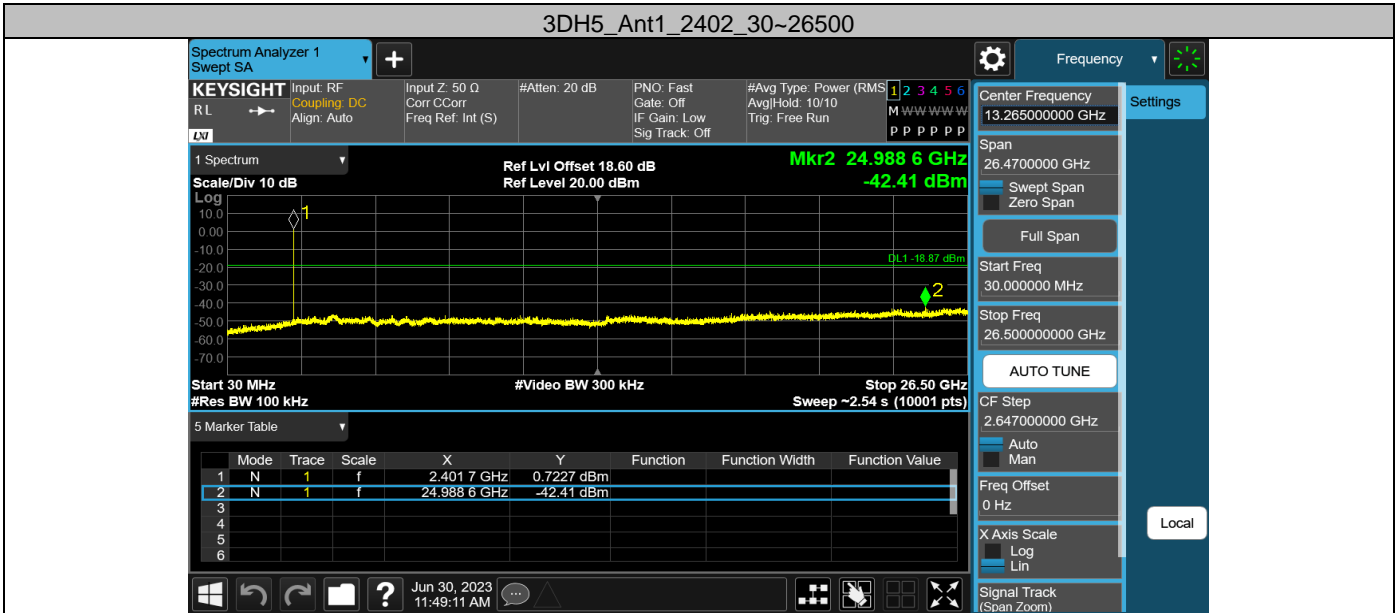 3DH5_Ant1_2402_30~26500
Spectrum Analyzer 1
Swept SA
Frequency
KEYSIGHT
R L
LXI
Input: RF
Coupling: DC
Align: Auto
Input Z: 50 Ω
Corr CCorr
Freq Ref: Int (S)
#Atten: 20 dB
PNO: Fast
Gate: Off
IF Gain: Low
Sig Track: Off
#Avg Type: Power (RMS
Avg|Hold: 10/10
Trig: Free Run
1 2 3 4 5 6
M W W W W W
P P P P P P
1 Spectrum
Scale/Div 10 dB
Ref Lvl Offset 18.60 dB
Ref Level 20.00 dBm
Mkr2 24.988 6 GHz
-42.41 dBm
Log
10.0
0.00
-10.0
-20.0
-30.0
-40.0
-50.0
-60.0
-70.0
1
DL1 -18.87 dBm
2
Start 30 MHz
#Video BW 300 kHz
Stop 26.50 GHz
#Res BW 100 kHz
Sweep ~2.54 s (10001 pts)
5 Marker Table
Mode Trace Scale X Y Function Function Width Function Value
1 N 1 f 2.401 7 GHz 0.7227 dBm
2 N 1 f 24.988 6 GHz -42.41 dBm
3
4
5
6
Jun 30, 2023
11:49:11 AM
Center Frequency
13.265000000 GHz
Settings
Span
26.4700000 GHz
Swept Span
Zero Span
Full Span
Start Freq
30.000000 MHz
Stop Freq
26.500000000 GHz
AUTO TUNE
CF Step
2.647000000 GHz
Auto
Man
Freq Offset
0 Hz
Local
X Axis Scale
Log
Lin
Signal Track
(Span Zoom)